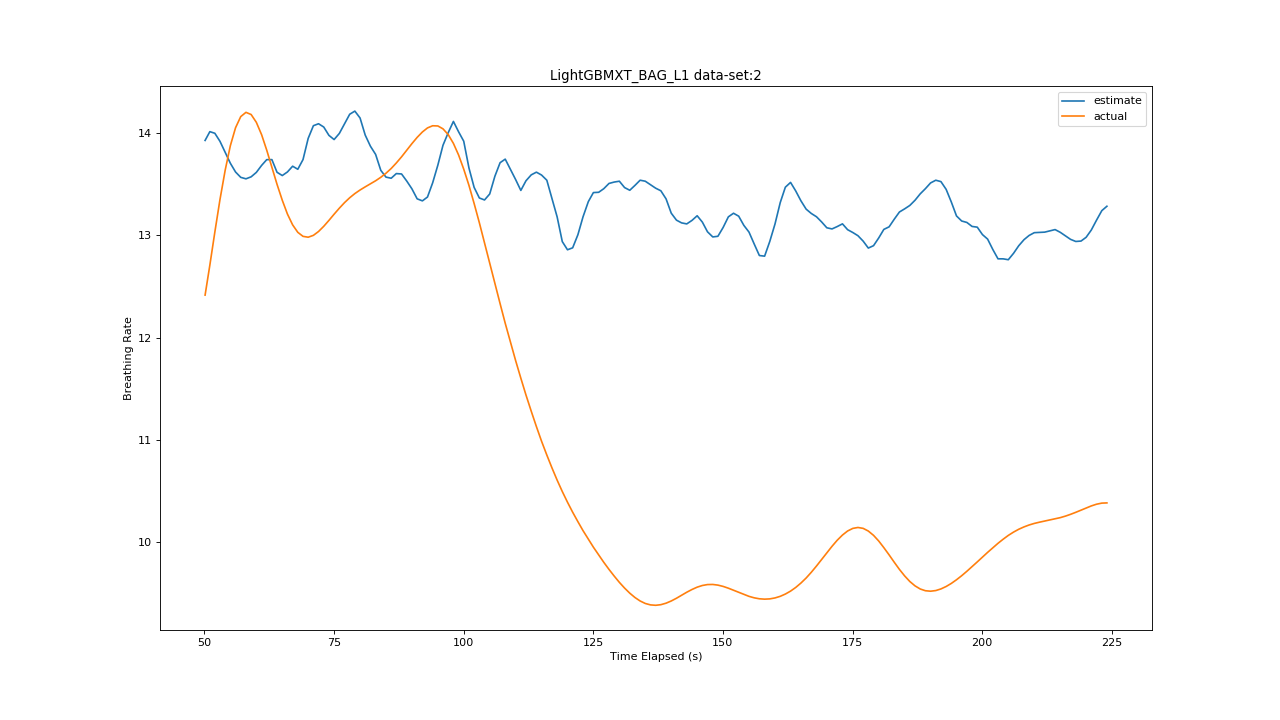 LightGBMXT_BAG_L1 data-set:2
estimate
actual
Breathing Rate
14
13
12
11
10
50 75 100 125 150 175 200 225
Time Elapsed (s)